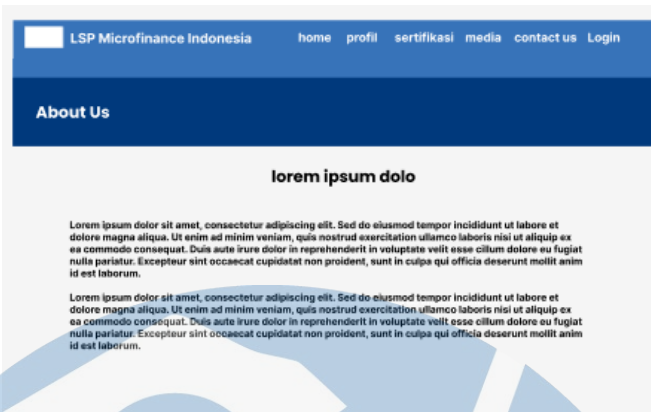 LSP Microfinance Indonesia home profil sertifikasi media contact us Login
About Us
lorem ipsum dolo
Lorem ipsum dolor sit amet, consectetur adipiscing elit. Sed do eiusmod tempor incididunt ut labore et
dolore magna aliqua. Ut enim ad minim veniam, quis nostrud exercitation ullamco laboris nisi ut aliquip ex
ea commodo consequat. Duis aute irure dolor in reprehenderit in voluptate velit esse cillum dolore eu fugiat
nulla pariatur. Excepteur sint occaecat cupidatat non proident, sunt in culpa qui officia deserunt mollit anim
id est laborum.
Lorem ipsum dolor sit amet, consectetur adipiscing elit. Sed do eiusmod tempor incididunt ut labore et
dolore magna aliqua. Ut enim ad minim veniam, quis nostrud exercitation ullamco laboris nisi ut aliquip ex
ea commodo consequat. Duis aute irure dolor in reprehenderit in voluptate velit esse cillum dolore eu fugiat
nulla pariatur. Excepteur sint occaecat cupidatat non proident, sunt in culpa qui officia deserunt mollit anim
id est laborum.